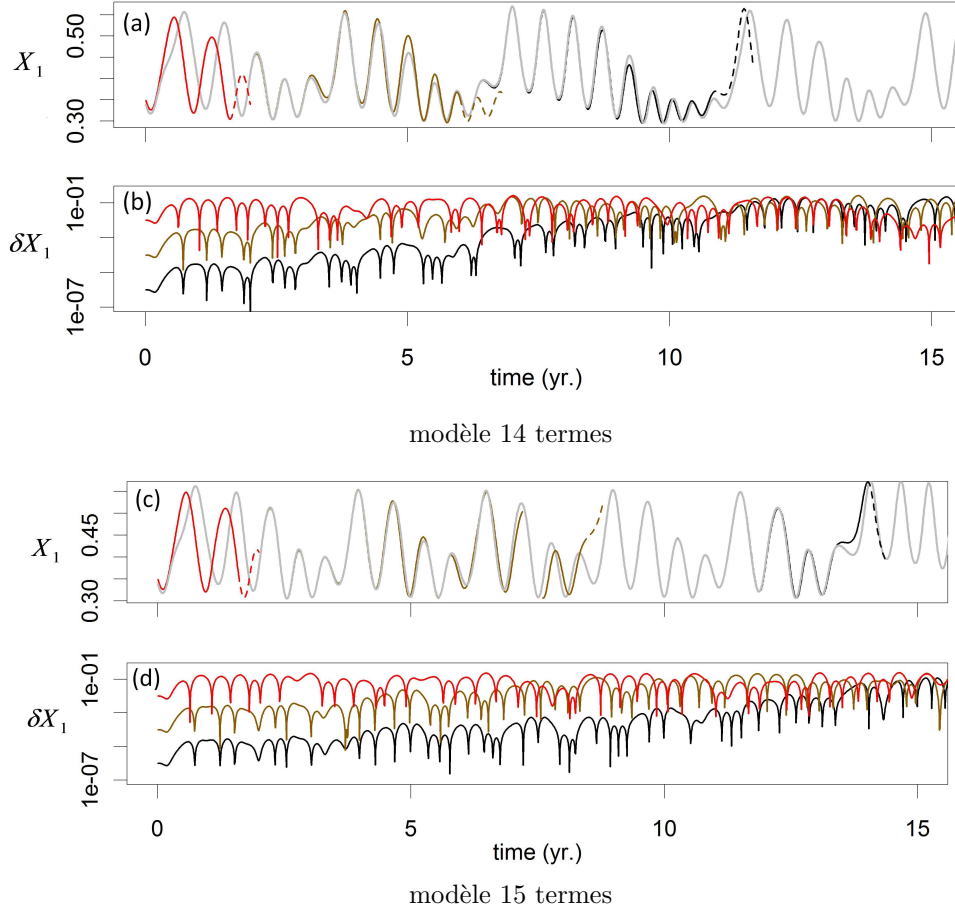 (a)
X1
0.50
0.30
(b)
δX1
1e-01
1e-07
0 5 10 15
time (yr.)
modèle 14 termes
(c)
X1
0.45
0.30
(d)
δX1
1e-01
1e-07
0 5 10 15
time (yr.)
modèle 15 termes